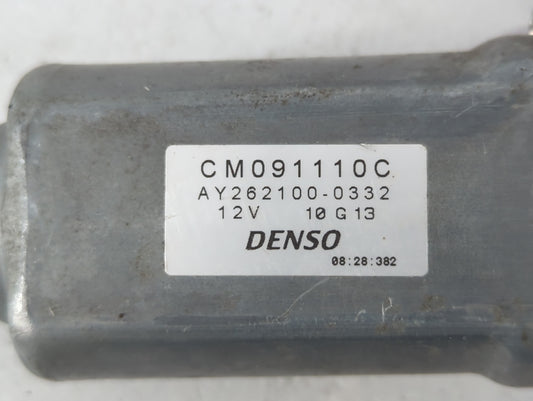 CM091110C
AY262100-0332
12V 10 G 13
DENSO
08:28:382